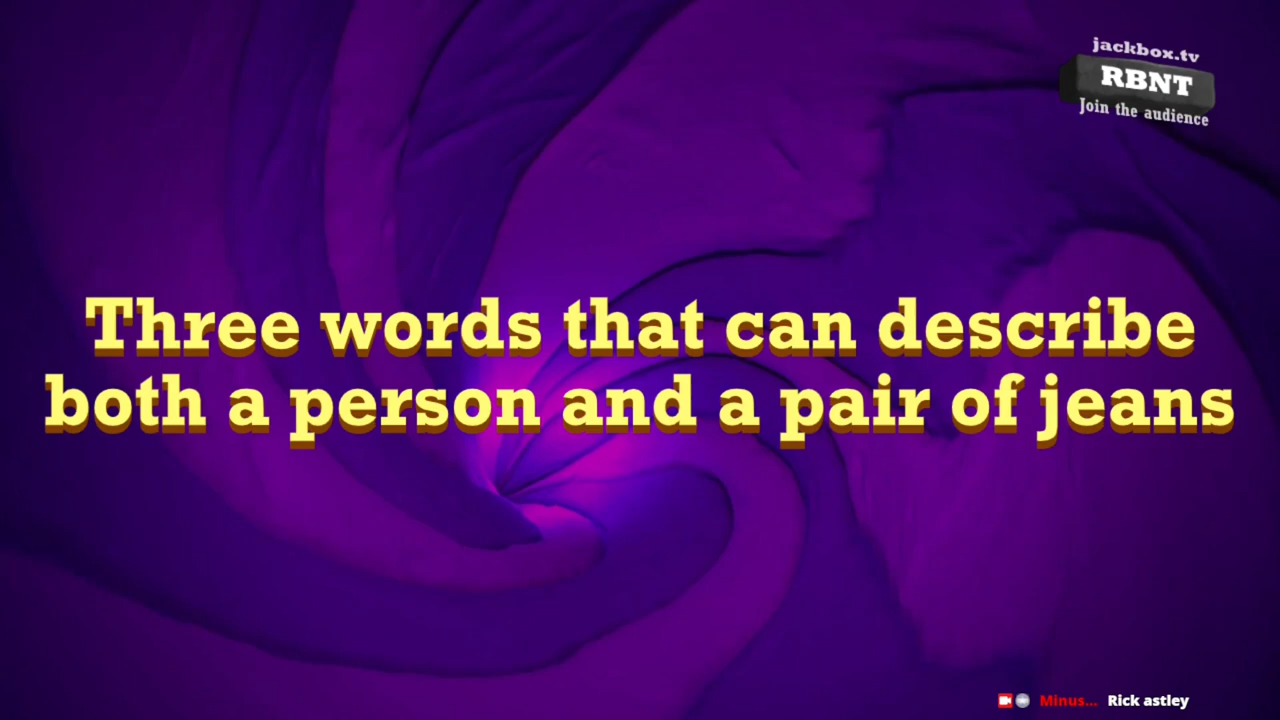 jackbox.tv
RBNT
Join the audience
Three words that can describe
both a person and a pair of jeans
Minus... Rick astley